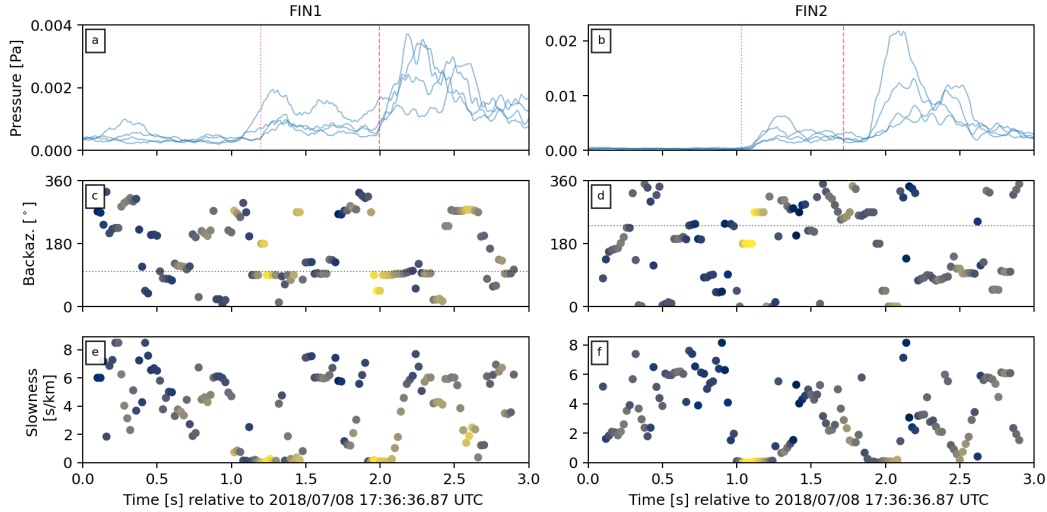 FIN1
FIN2
Pressure [Pa]
0.004
0.002
0.000
a
0.02
0.01
0.00
b
Backaz. [ ° ]
360
180
0
c
360
180
0
d
Slowness
[s/km]
8
6
4
2
0
e
8
6
4
2
0
f
0.0 0.5 1.0 1.5 2.0 2.5 3.0
0.0 0.5 1.0 1.5 2.0 2.5 3.0
Time [s] relative to 2018/07/08 17:36:36.87 UTC
Time [s] relative to 2018/07/08 17:36:36.87 UTC